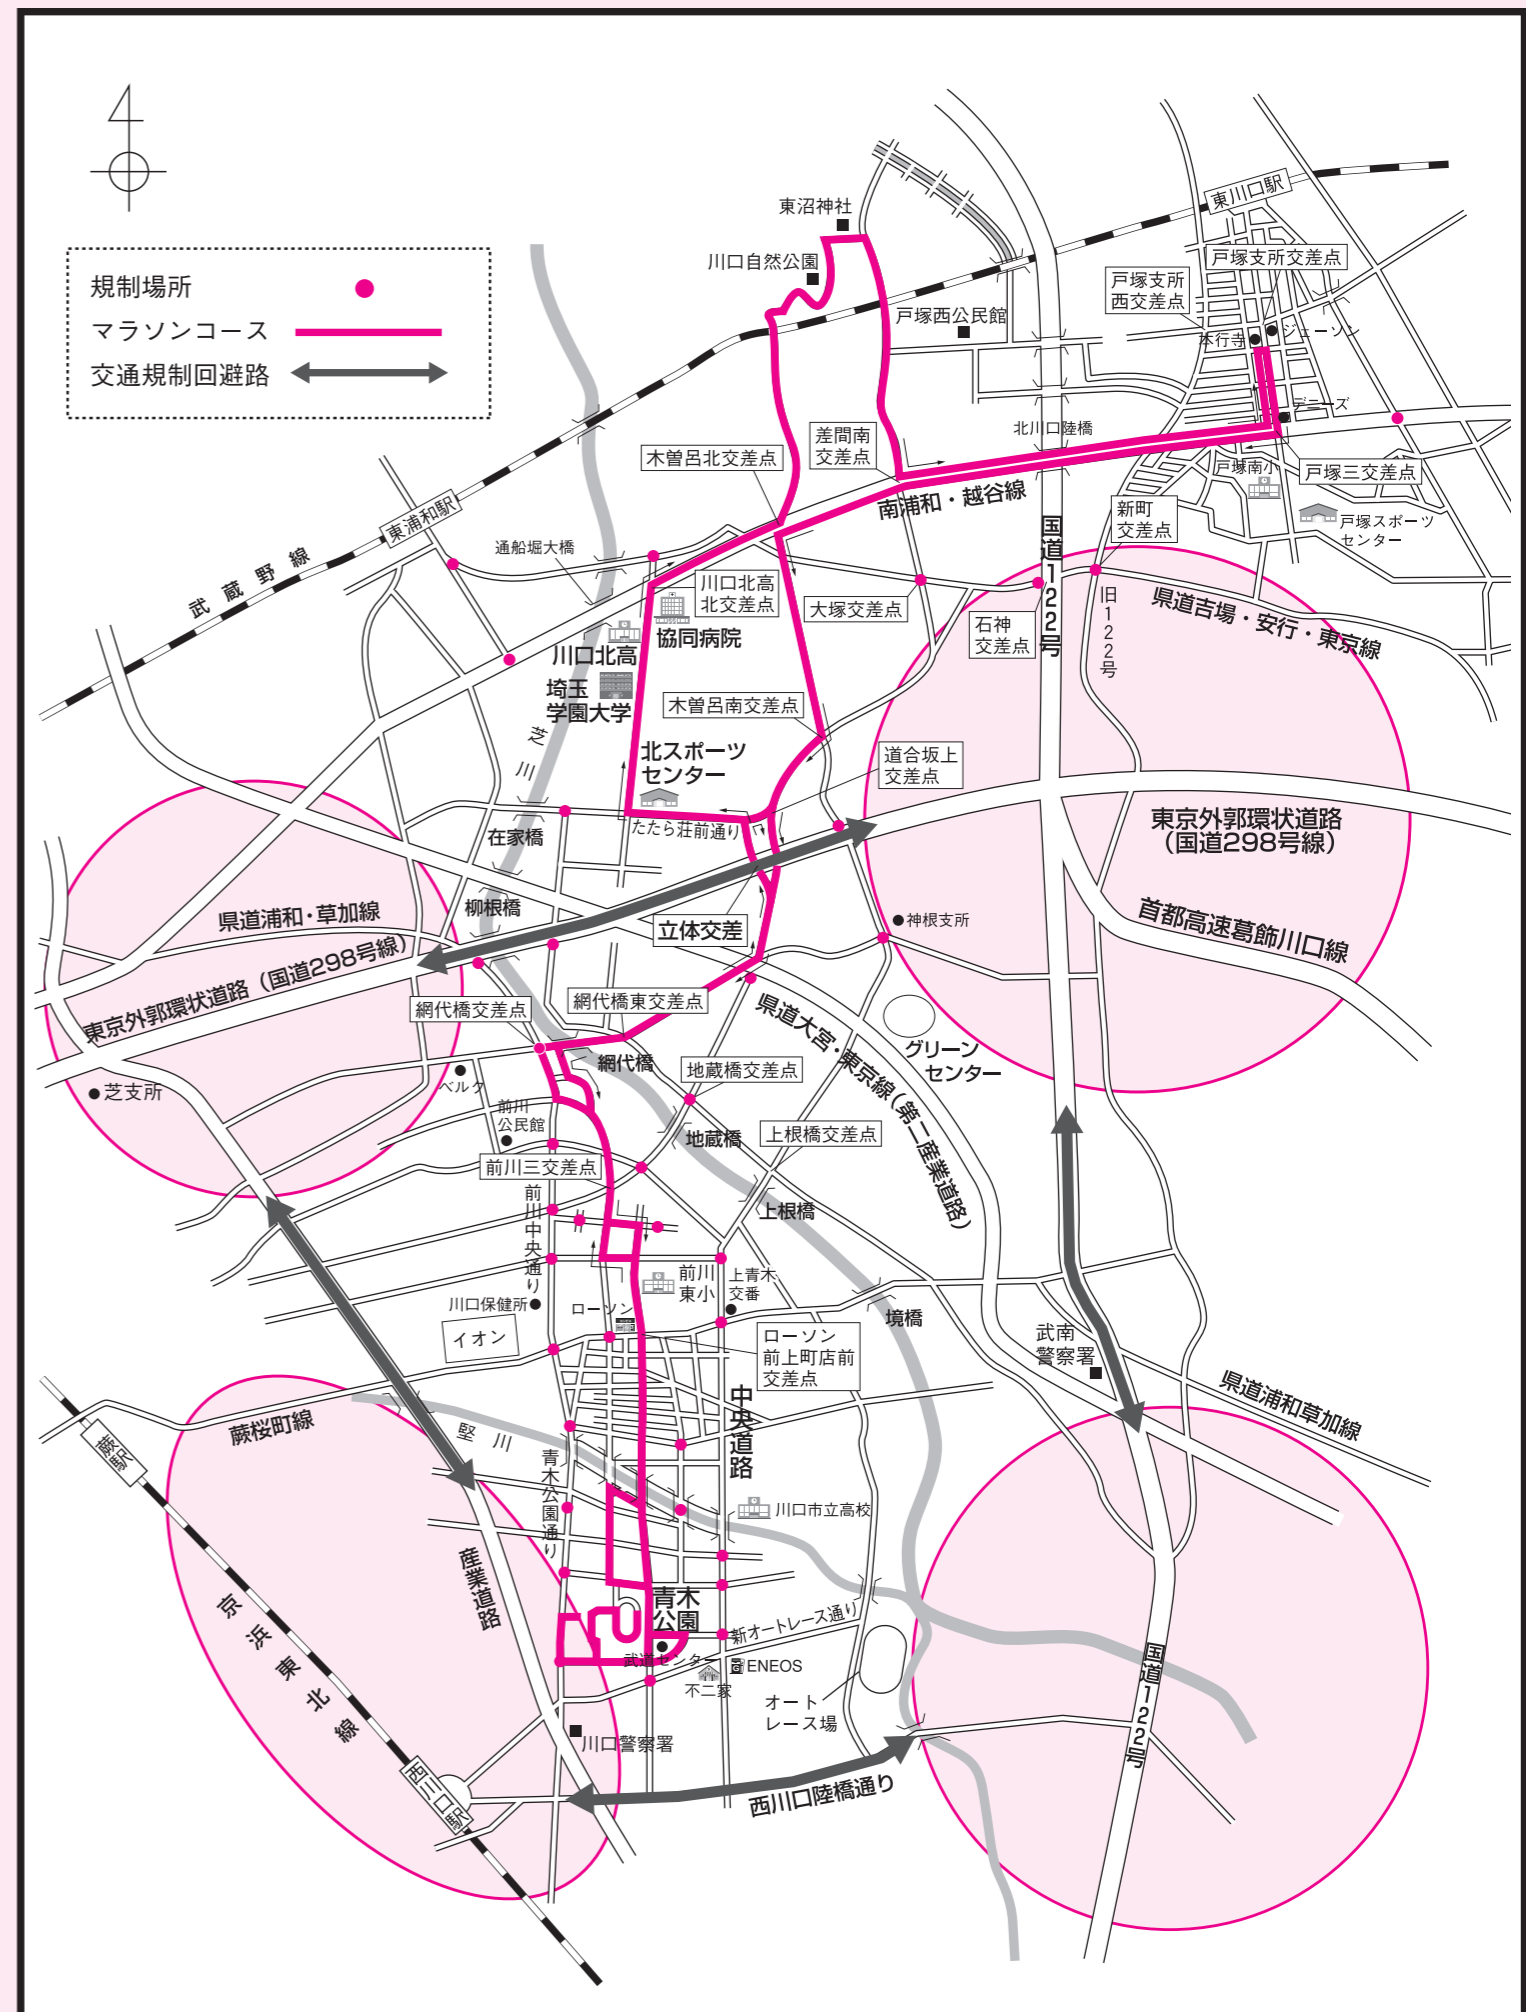 規制場所
マラソンコース
交通規制回避路
東沼神社
川口自然公園
東川口駅
戸塚支所交差点
戸塚支所
西交差点
戸塚西公民館
本行寺
ジェーソン
デニーズ
北川口陸橋
差間南
交差点
木曽呂北交差点
戸塚南小
戸塚三交差点
南浦和・越谷線
戸塚スポーツ
センター
新町
交差点
東浦和駅
武蔵野線
通船堀大橋
国道122号
川口北高
北交差点
大塚交差点
石神
交差点
旧122号
県道吉場・安行・東京線
協同病院
川口北高
埼玉
学園大学
木曽呂南交差点
芝川
北スポーツ
センター
道合坂上
交差点
たたら荘前通り
在家橋
東京外郭環状道路
（国道298号線）
柳根橋
県道浦和・草加線
立体交差
神根支所
首都高速葛飾川口線
東京外郭環状道路（国道298号線）
網代橋交差点
網代橋東交差点
県道大宮・東京線（第二産業道路）
グリーン
センター
網代橋
地蔵橋交差点
ベルク
芝支所
前川
公民館
地蔵橋
上根橋交差点
前川三交差点
前川中央通り
上根橋
前川
東小
上青木
交番
川口保健所
ローソン
境橋
イオン
ローソン
前上町店前
交差点
武南
警察署
中央道路
県道浦和草加線
蕨桜町線
蕨駅
堅川
青木公園通り
川口市立高校
産業道路
青木
公園
京浜東北線
新オートレース通り
武道センター
ENEOS
不二家
オート
レース場
国道122号
川口警察署
西川口駅
西川口陸橋通り